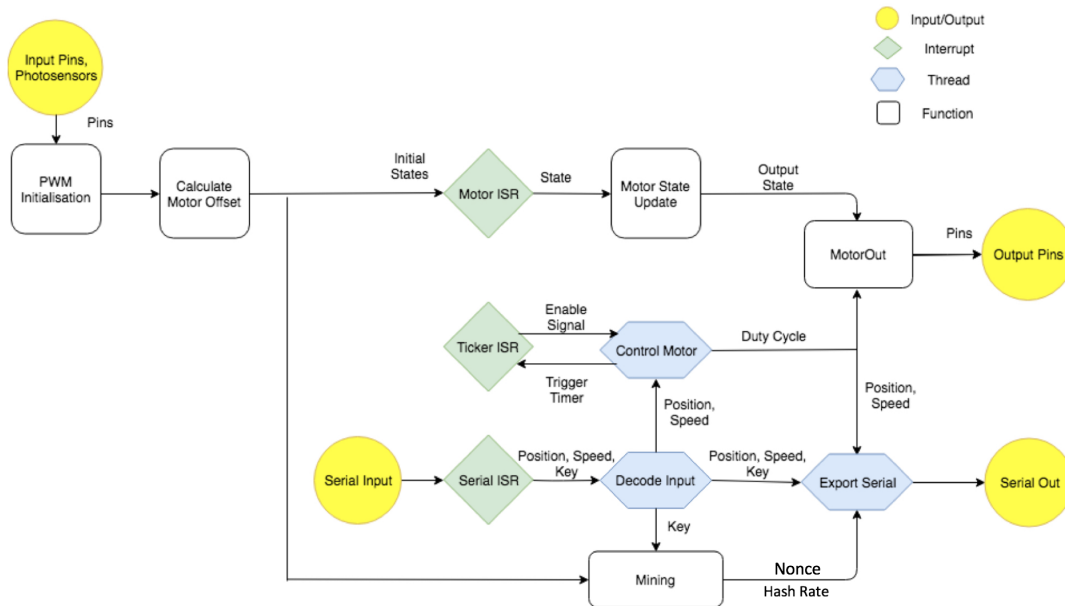 Input/Output
Interrupt
Thread
Function
Input Pins,
Photosensors
Pins
PWM
Initialisation
Calculate
Motor Offset
Initial
States
Motor ISR
State
Motor State
Update
Output
State
MotorOut
Pins
Output Pins
Ticker ISR
Enable
Signal
Trigger
Timer
Control Motor
Duty Cycle
Position,
Speed
Position,
Speed
Serial Input
Serial ISR
Position, Speed,
Key
Decode Input
Position, Speed,
Key
Export Serial
Serial Out
Key
Mining
Nonce
Hash Rate